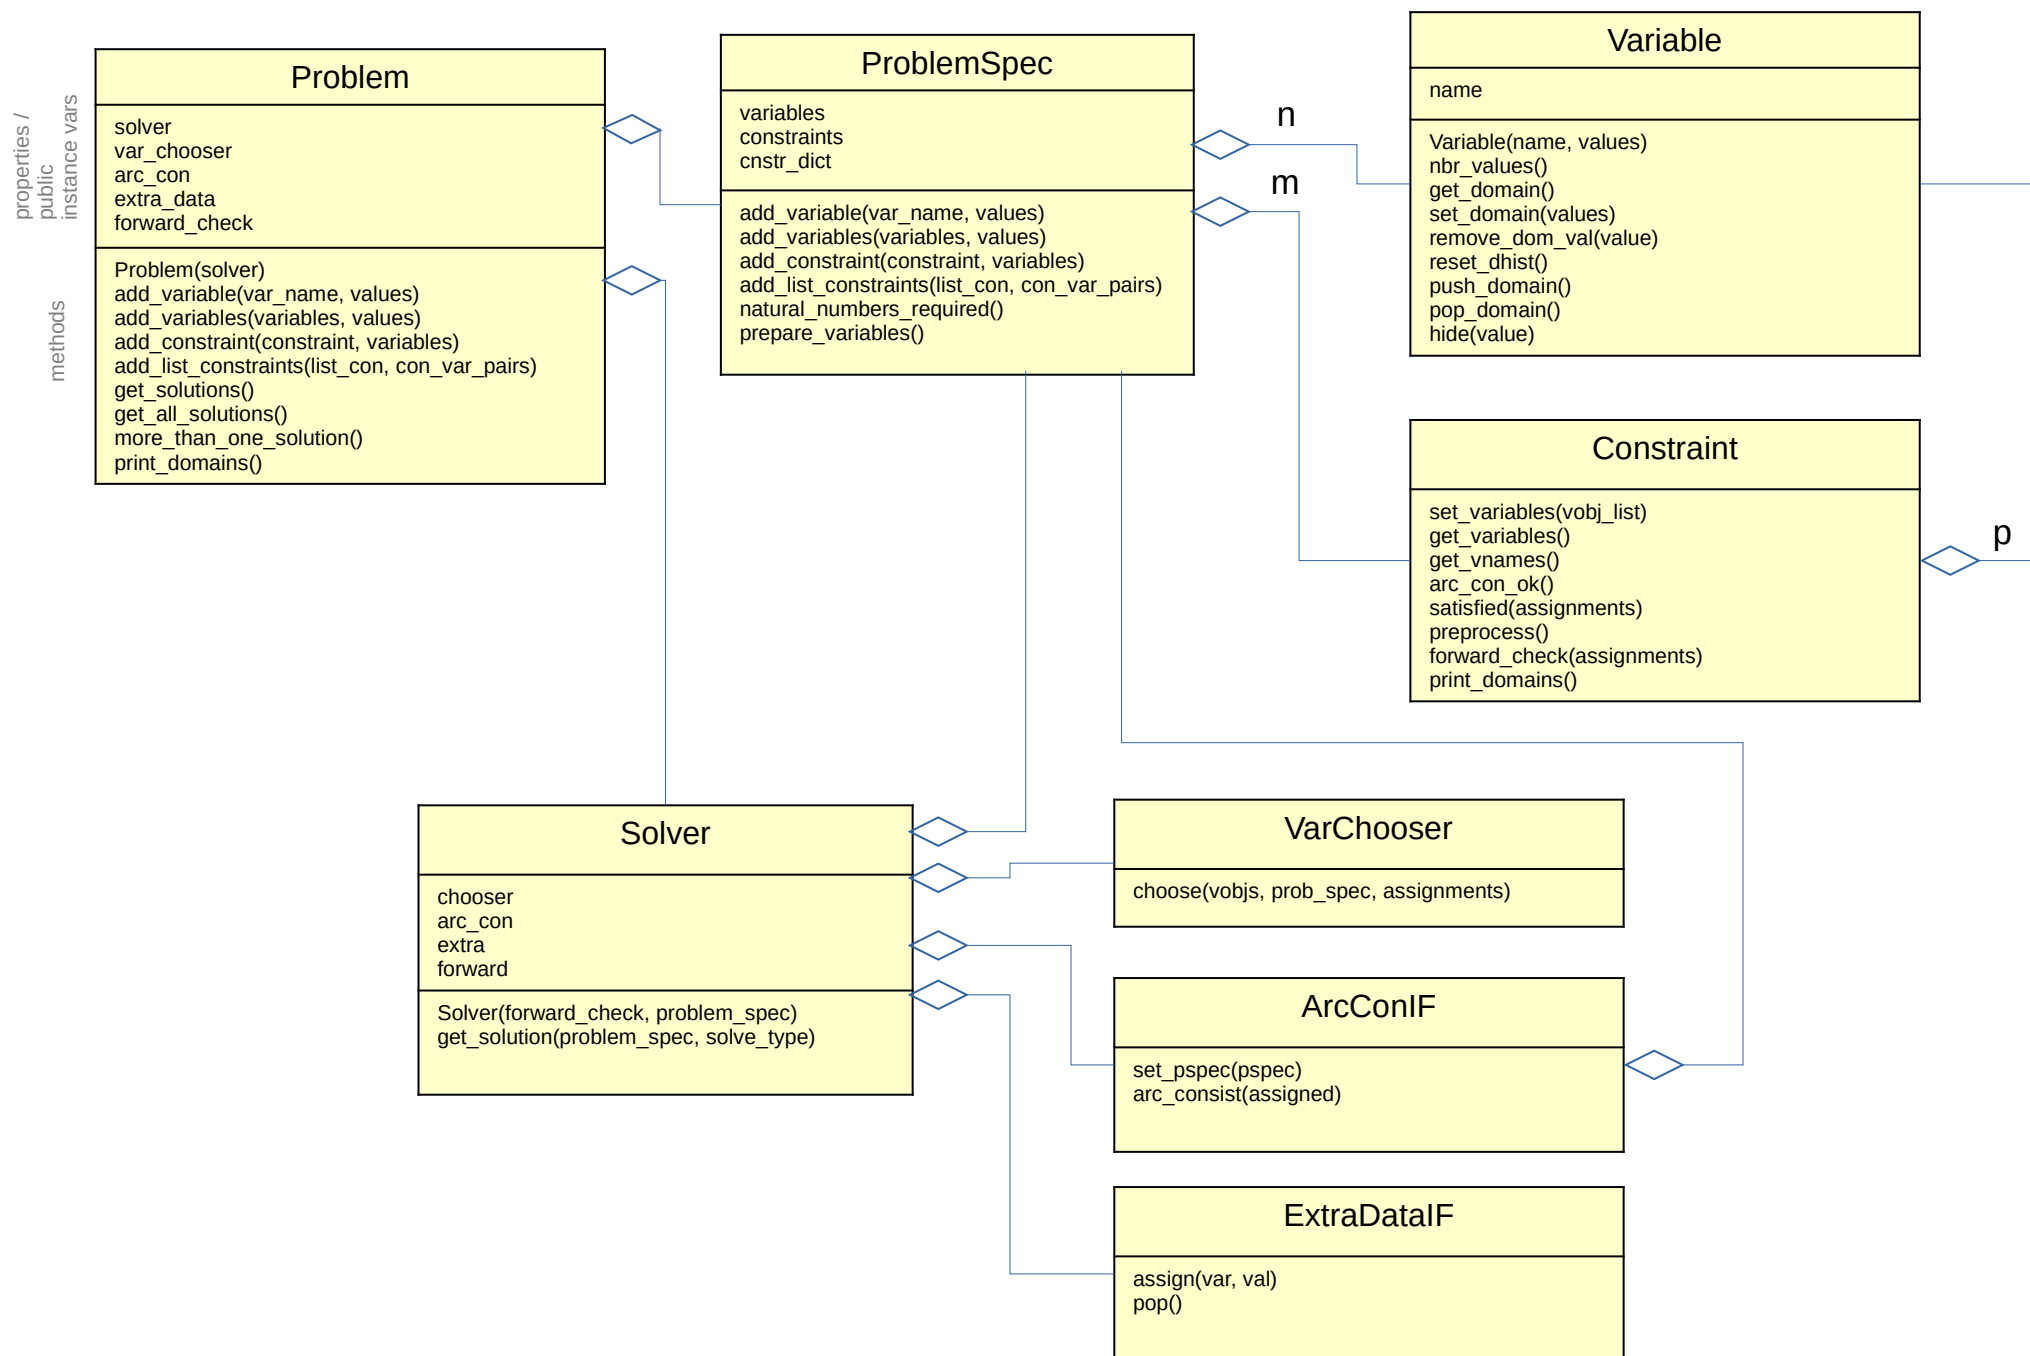 properties /
public
instance vars
methods
Problem
solver
var_chooser
arc_con
extra_data
forward_check
Problem(solver)
add_variable(var_name, values)
add_variables(variables, values)
add_constraint(constraint, variables)
add_list_constraints(list_con, con_var_pairs)
get_solutions()
get_all_solutions()
more_than_one_solution()
print_domains()
ProblemSpec
variables
constraints
cnstr_dict
add_variable(var_name, values)
add_variables(variables, values)
add_constraint(constraint, variables)
add_list_constraints(list_con, con_var_pairs)
natural_numbers_required()
prepare_variables()
n
m
Variable
name
Variable(name, values)
nbr_values()
get_domain()
set_domain(values)
remove_dom_val(value)
reset_dhist()
push_domain()
pop_domain()
hide(value)
Constraint
set_variables(vobj_list)
get_variables()
get_vnames()
arc_con_ok()
satisfied(assignments)
preprocess()
forward_check(assignments)
print_domains()
p
Solver
chooser
arc_con
extra
forward
Solver(forward_check, problem_spec)
get_solution(problem_spec, solve_type)
VarChooser
choose(vobjs, prob_spec, assignments)
ArcConIF
set_pspec(pspec)
arc_consist(assigned)
ExtraDataIF
assign(var, val)
pop()